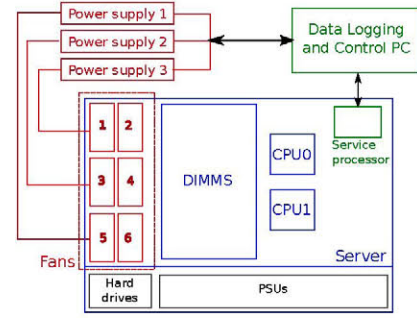 Power supply 1
Power supply 2
Power supply 3
Data Logging
and Control PC
1 2
3 4
5 6
DIMMS
CPU0
CPU1
Service
processor
Fans
Server
Hard
drives
PSUs